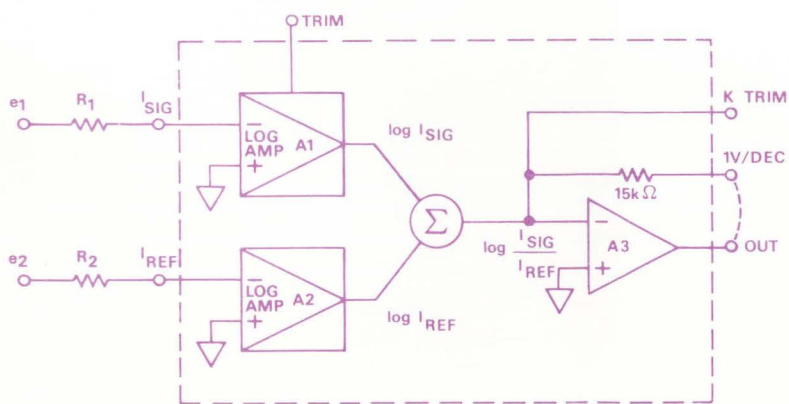 TRIM
e1
R1
ISIG
LOG
AMP
A1
−
+
log ISIG
K TRIM
1V/DEC
15kΩ
Σ
e2
R2
IREF
LOG
AMP
A2
−
+
log IREF
log ISIG
IREF
−
+
A3
OUT